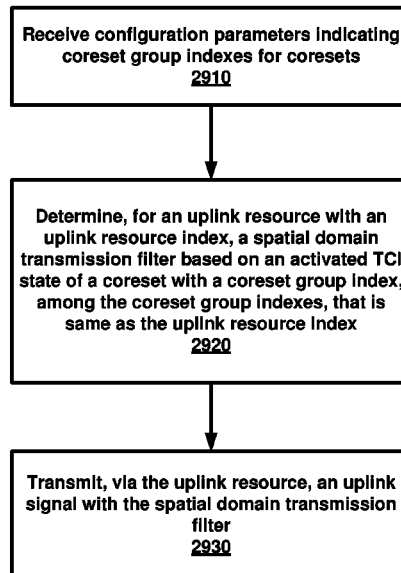 Receive configuration parameters indicating
coreset group indexes for coresets
2910
Determine, for an uplink resource with an
uplink resource index, a spatial domain
transmission filter based on an activated TCI
state of a coreset with a coreset group index,
among the coreset group indexes, that is
same as the uplink resource index
2920
Transmit, via the uplink resource, an uplink
signal with the spatial domain transmission
filter
2930